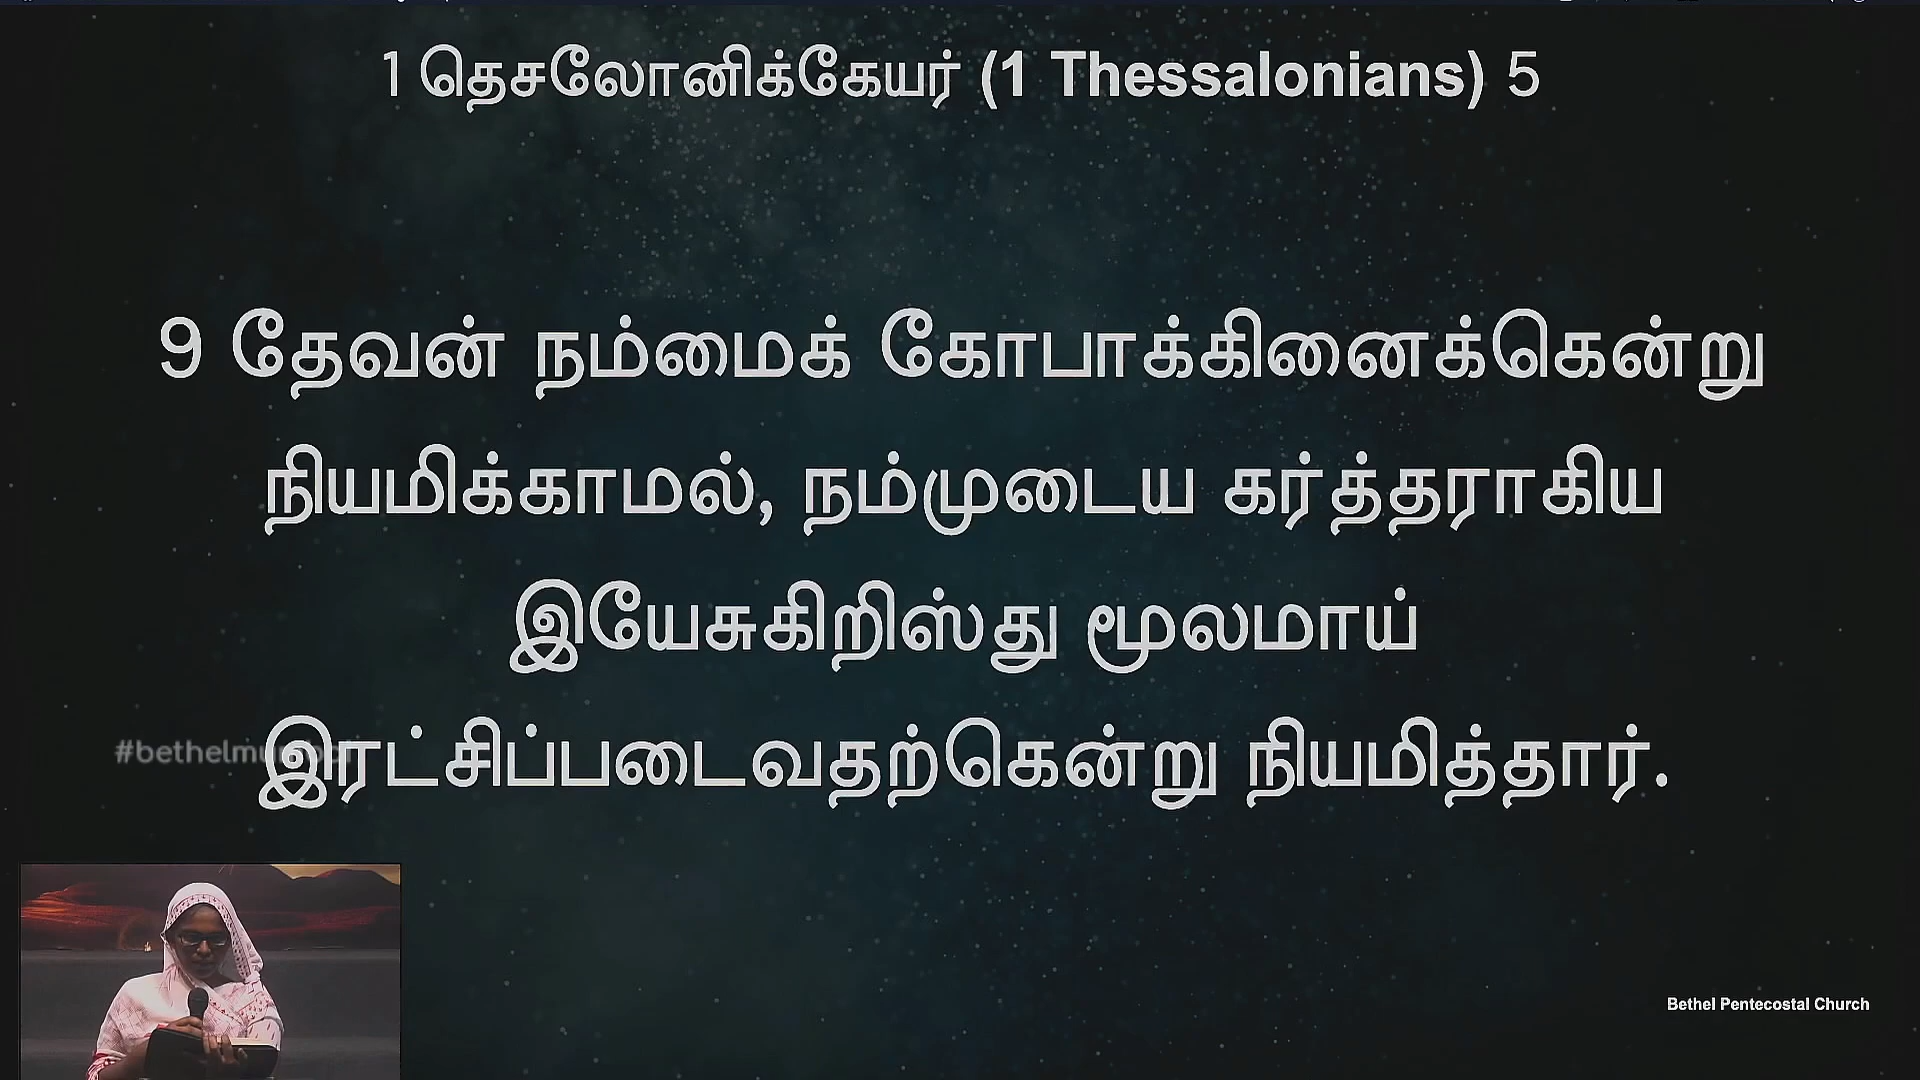 1 தெசலோனிக்கேயர் (1 Thessalonians) 5
9 தேவன் நம்மைக் கோபாக்கினைக்கென்று
நியமிக்காமல், நம்முடைய கர்த்தராகிய
இயேசுகிறிஸ்து மூலமாய்
இரட்சிப்படைவதற்கென்று நியமித்தார்.
Bethel Pentecostal Church